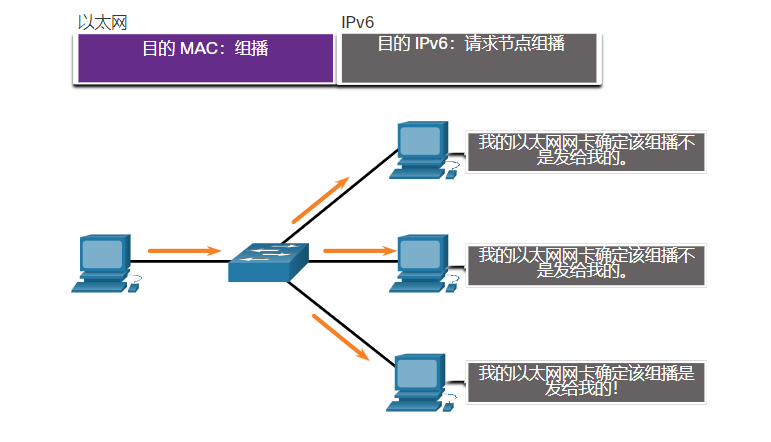 以太网
IPv6
目的 MAC：组播
目的 IPv6：请求节点组播
我的以太网网卡确定该组播不
是发给我的。
我的以太网网卡确定该组播不
是发给我的。
我的以太网网卡确定该组播是
发给我的！